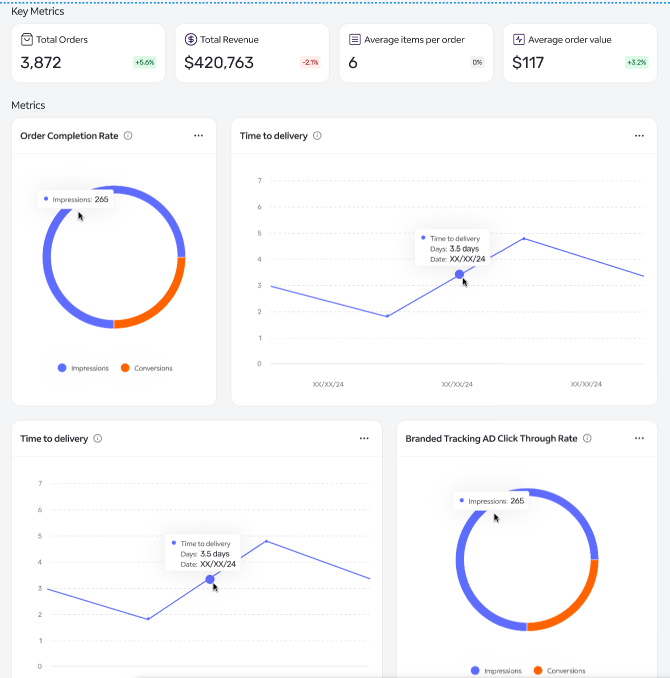 Key Metrics
Total Orders
3,872
+5.6%
Total Revenue
$420,763
-2.1%
Average items per order
6
0%
Average order value
$117
+3.2%
Metrics
Order Completion Rate
Impressions: 265
Impressions
Conversions
Time to delivery
7
6
5
4
3
2
1
0
Time to delivery
Days: 3.5 days
Date: XX/XX/24
XX/XX/24
XX/XX/24
XX/XX/24
Time to delivery
7
6
5
4
3
2
1
0
Time to delivery
Days: 3.5 days
Date: XX/XX/24
Branded Tracking AD Click Through Rate
Impressions: 265
Impressions
Conversions